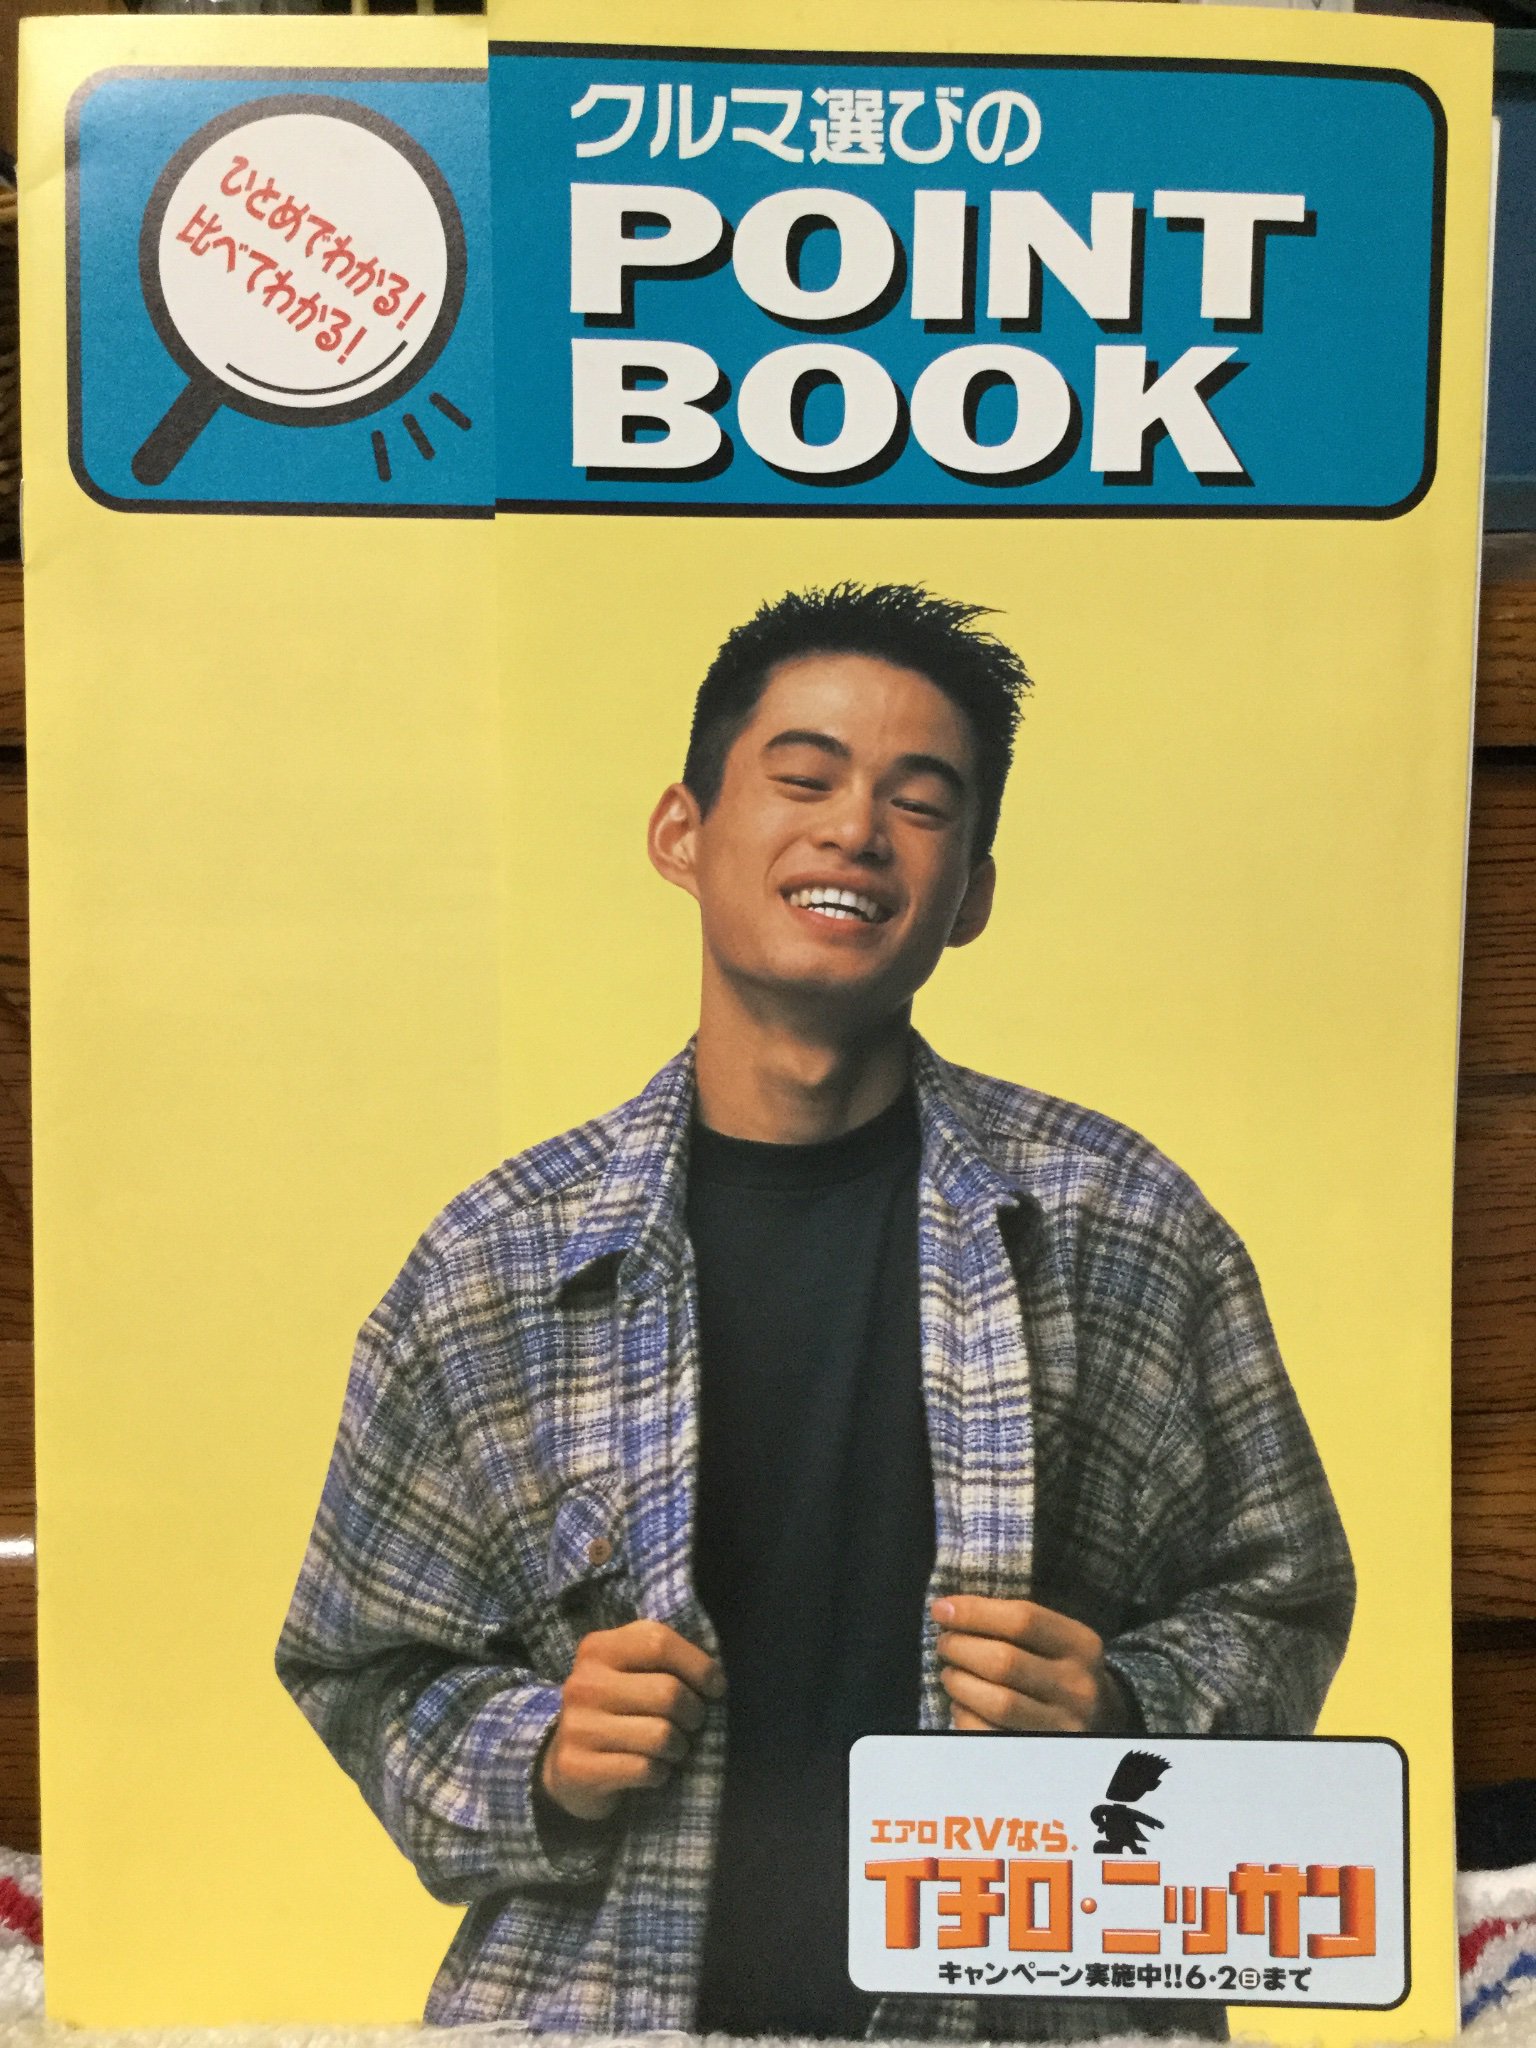 ひとめでわかる!
比べてわかる!
クルマ選びの
POINT
BOOK
エアロRVなら、
イチロ・ニッサン
キャンペーン実施中!!6・2㊐まで